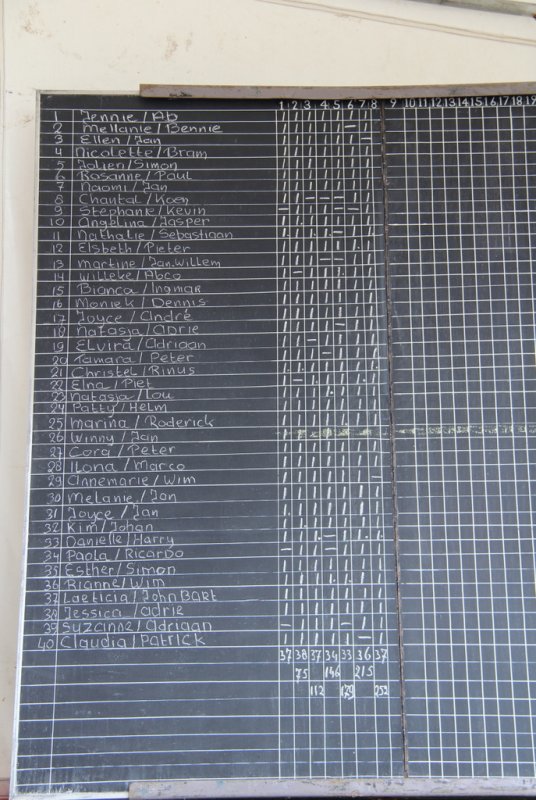 1 2 3 4 5 6 7 8 9 10 11 12 13 14 15 16 17 18 19
1 Jennie/Ab
2 Mellanie/Bennie
3 Ellen/Jan
4 Nicolette/Bram
5 Jolien/Simon
6 Rosanne/Paul
7 Naomi/Jan
8 Chantal/Koen
9 Stephanie/Kevin
10 Angelina/Jasper
11 Nathalie/Sebastiaan
12 Elsbeth/Pieter
13 Martine/Jan.Willem
14 Willeke/Abco
15 Bianca/Ingmar
16 Moniek/Dennis
17 Joyce/André
18 Natasja/Adrie
19 Elvira/Adriaan
20 Tamara/Peter
21 Christel/Rinus
22 Elna/Piet
23 Natasja/Lou
24 Patty/Helm
25 Marina/Roderick
26 Winny/Jan
27 Cora/Peter
28 Ilona/Marco
29 Annemarie/Wim
30 Melanie/Jan
31 Joyce/Jan
32 Kim/Johan
33 Danielle/Harry
34 Paola/Ricardo
35 Esther/Simon
36 Rianne/Wim
37 Laeticia/John Bart
38 Jessica/Adrie
39 Suzanne/Adriaan
40 Claudia/Patrick
37 38 37 34 33 36 37
75 146 215
112 179 252